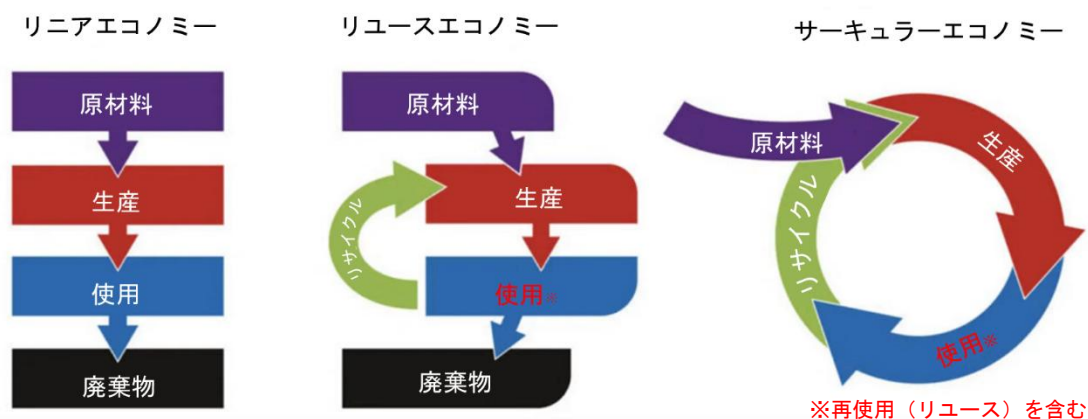 リニアエコノミー
原材料
生産
使用
廃棄物
リユースエコノミー
原材料
生産
リサイクル
使用※
廃棄物
サーキュラーエコノミー
原材料
生産
リサイクル
使用※
※再使用（リユース）を含む